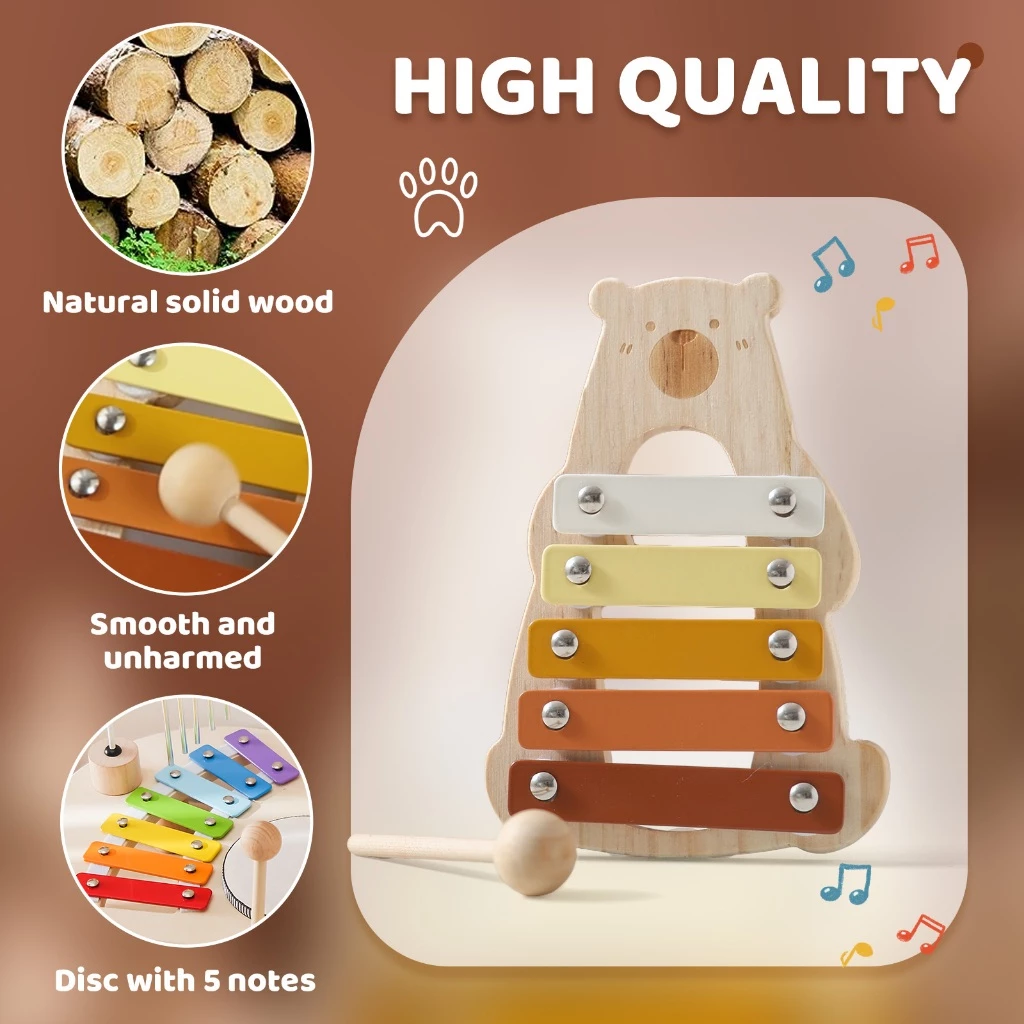 HIGH QUALITY
Natural solid wood
Smooth and
unharmed
Disc with 5 notes